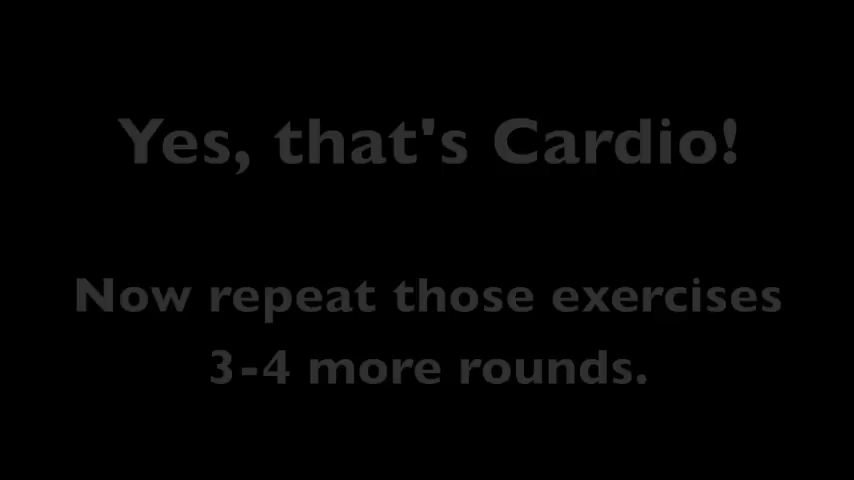 Yes, that's Cardio!
Now repeat those exercises
3-4 more rounds.